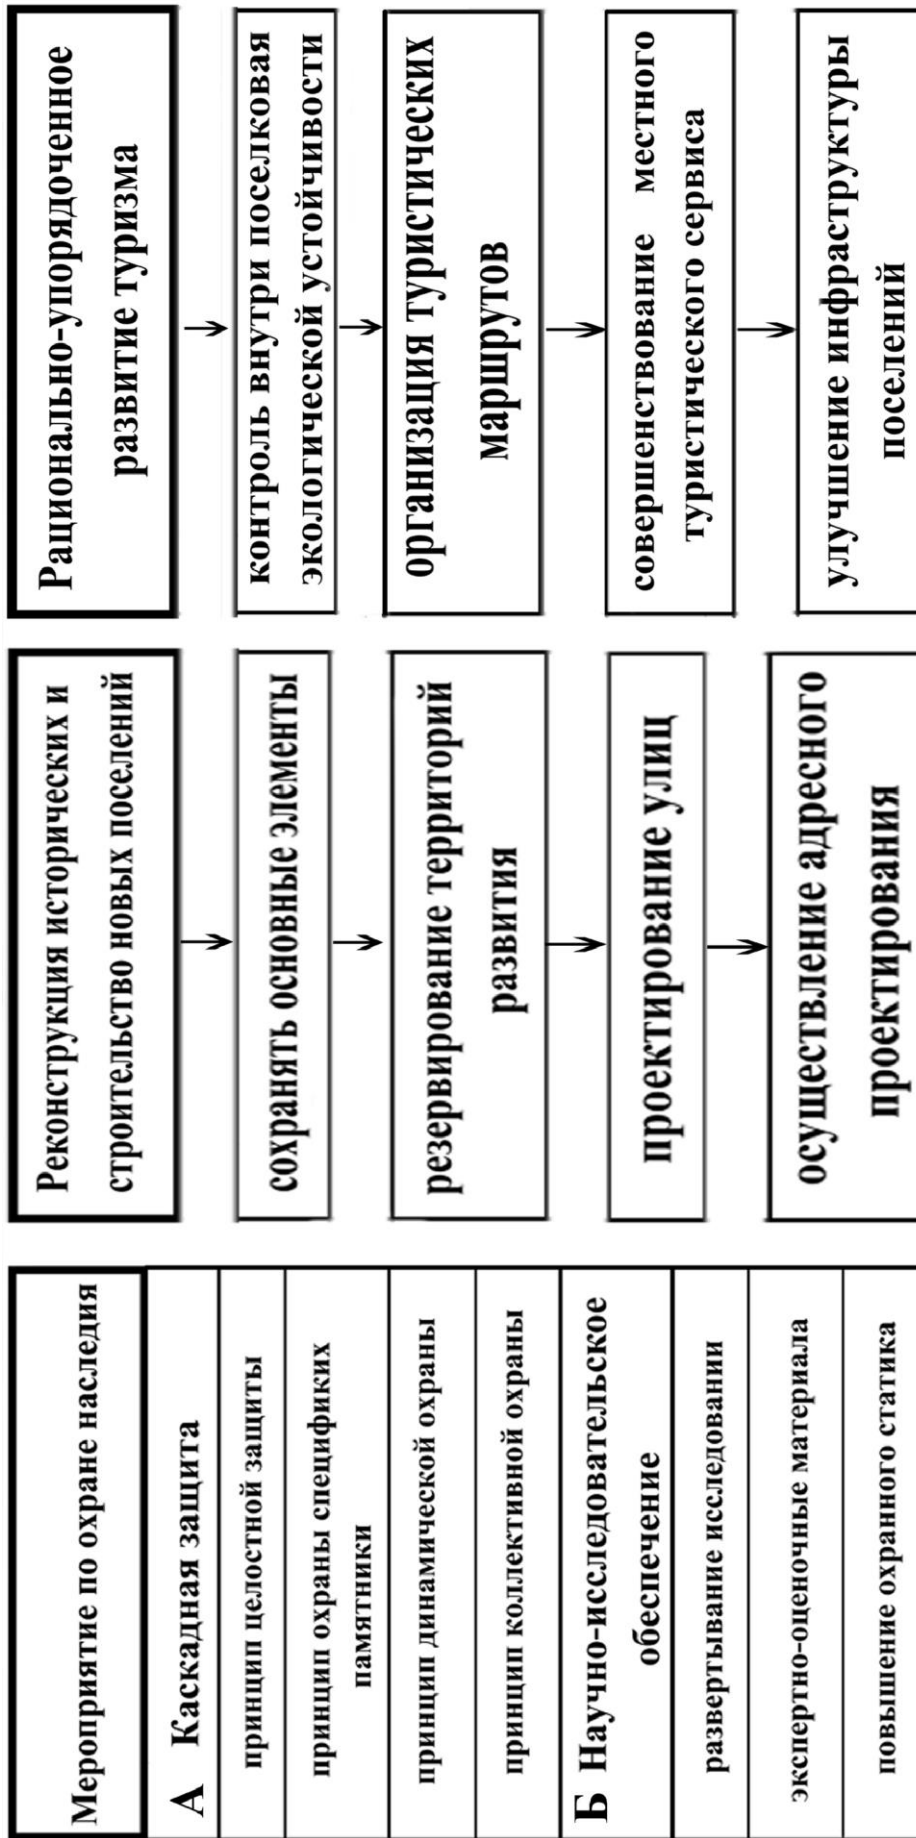 Мероприятие по охране наследия
А Каскадная защита
принцип целостной защиты
принцип охраны спецификих
памятники
принцип динамической охраны
принцип коллективной охраны
Б Научно-исследовательское
обеспечение
развертывание исследовании
экспертно-оценочные материала
повышение охранного статика
Реконструкция исторических и
строительство новых поселений
сохранять основные элементы
резервирование территорий
развития
проектирование улиц
осуществление адресного
проектирования
Рационально-упорядоченное
развитие туризма
контроль внутри поселковая
экологической устойчивости
организация туристических
маршрутов
совершенствование местного
туристического сервиса
улучшение инфраструктуры
поселений